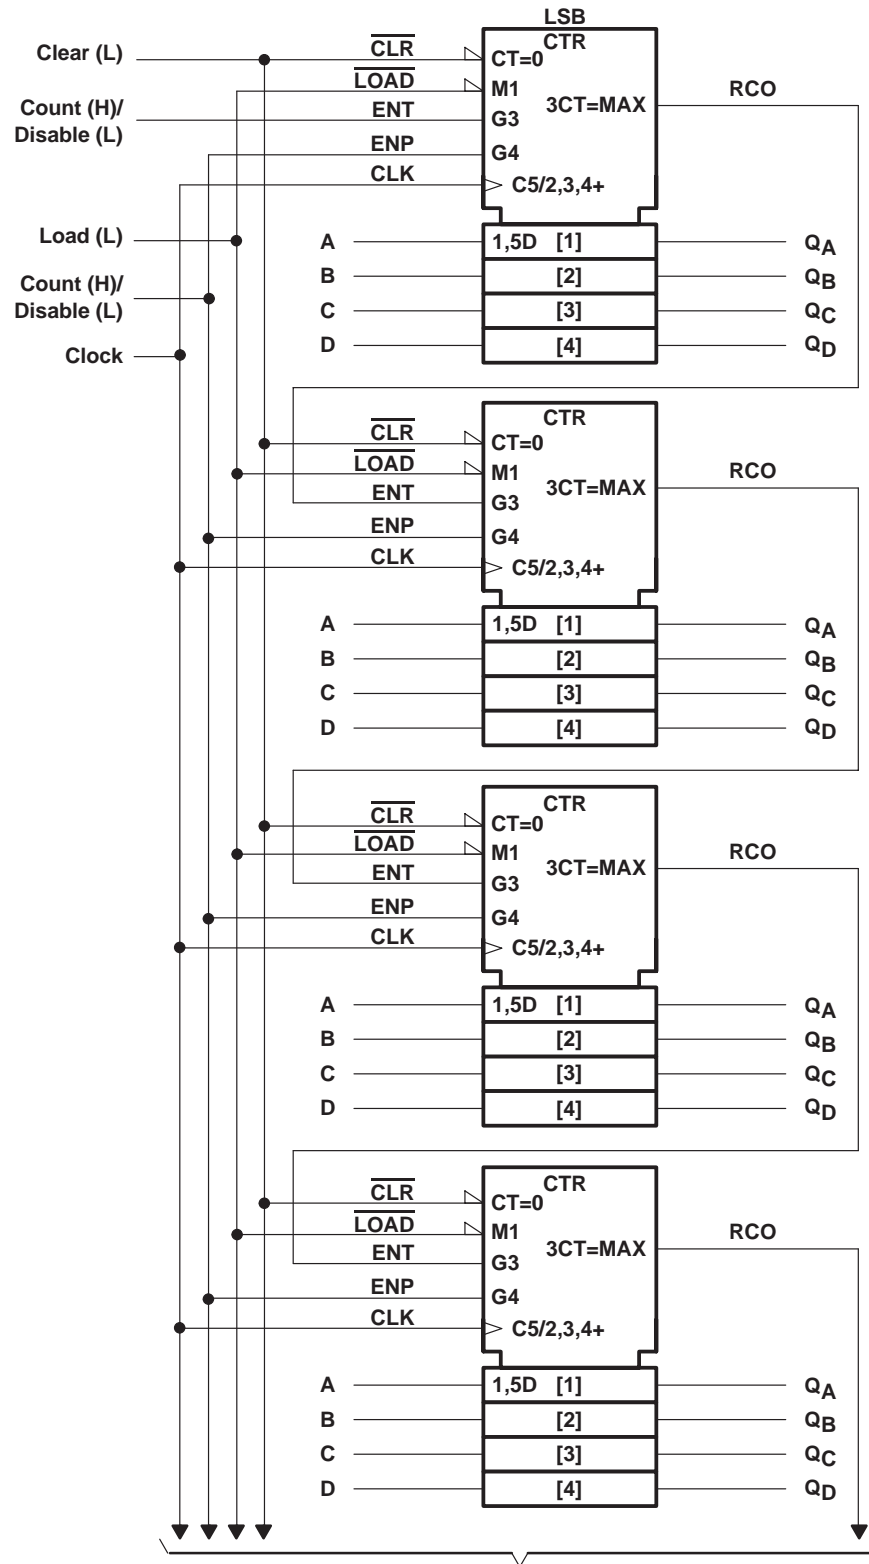 LSB
CTR
Clear (L)
CLR
CT=0
LOAD
M1
3CT=MAX
RCO
Count (H)/
Disable (L)
ENT
G3
ENP
G4
CLK
C5/2,3,4+
Load (L)
A
1,5D [1]
QA
Count (H)/
Disable (L)
B
[2]
QB
C
[3]
QC
Clock
D
[4]
QD
CTR
CLR
CT=0
LOAD
M1
3CT=MAX
RCO
ENT
G3
ENP
G4
CLK
C5/2,3,4+
A
1,5D [1]
QA
B
[2]
QB
C
[3]
QC
D
[4]
QD
CTR
CLR
CT=0
LOAD
M1
3CT=MAX
RCO
ENT
G3
ENP
G4
CLK
C5/2,3,4+
A
1,5D [1]
QA
B
[2]
QB
C
[3]
QC
D
[4]
QD
CTR
CLR
CT=0
LOAD
M1
3CT=MAX
RCO
ENT
G3
ENP
G4
CLK
C5/2,3,4+
A
1,5D [1]
QA
B
[2]
QB
C
[3]
QC
D
[4]
QD